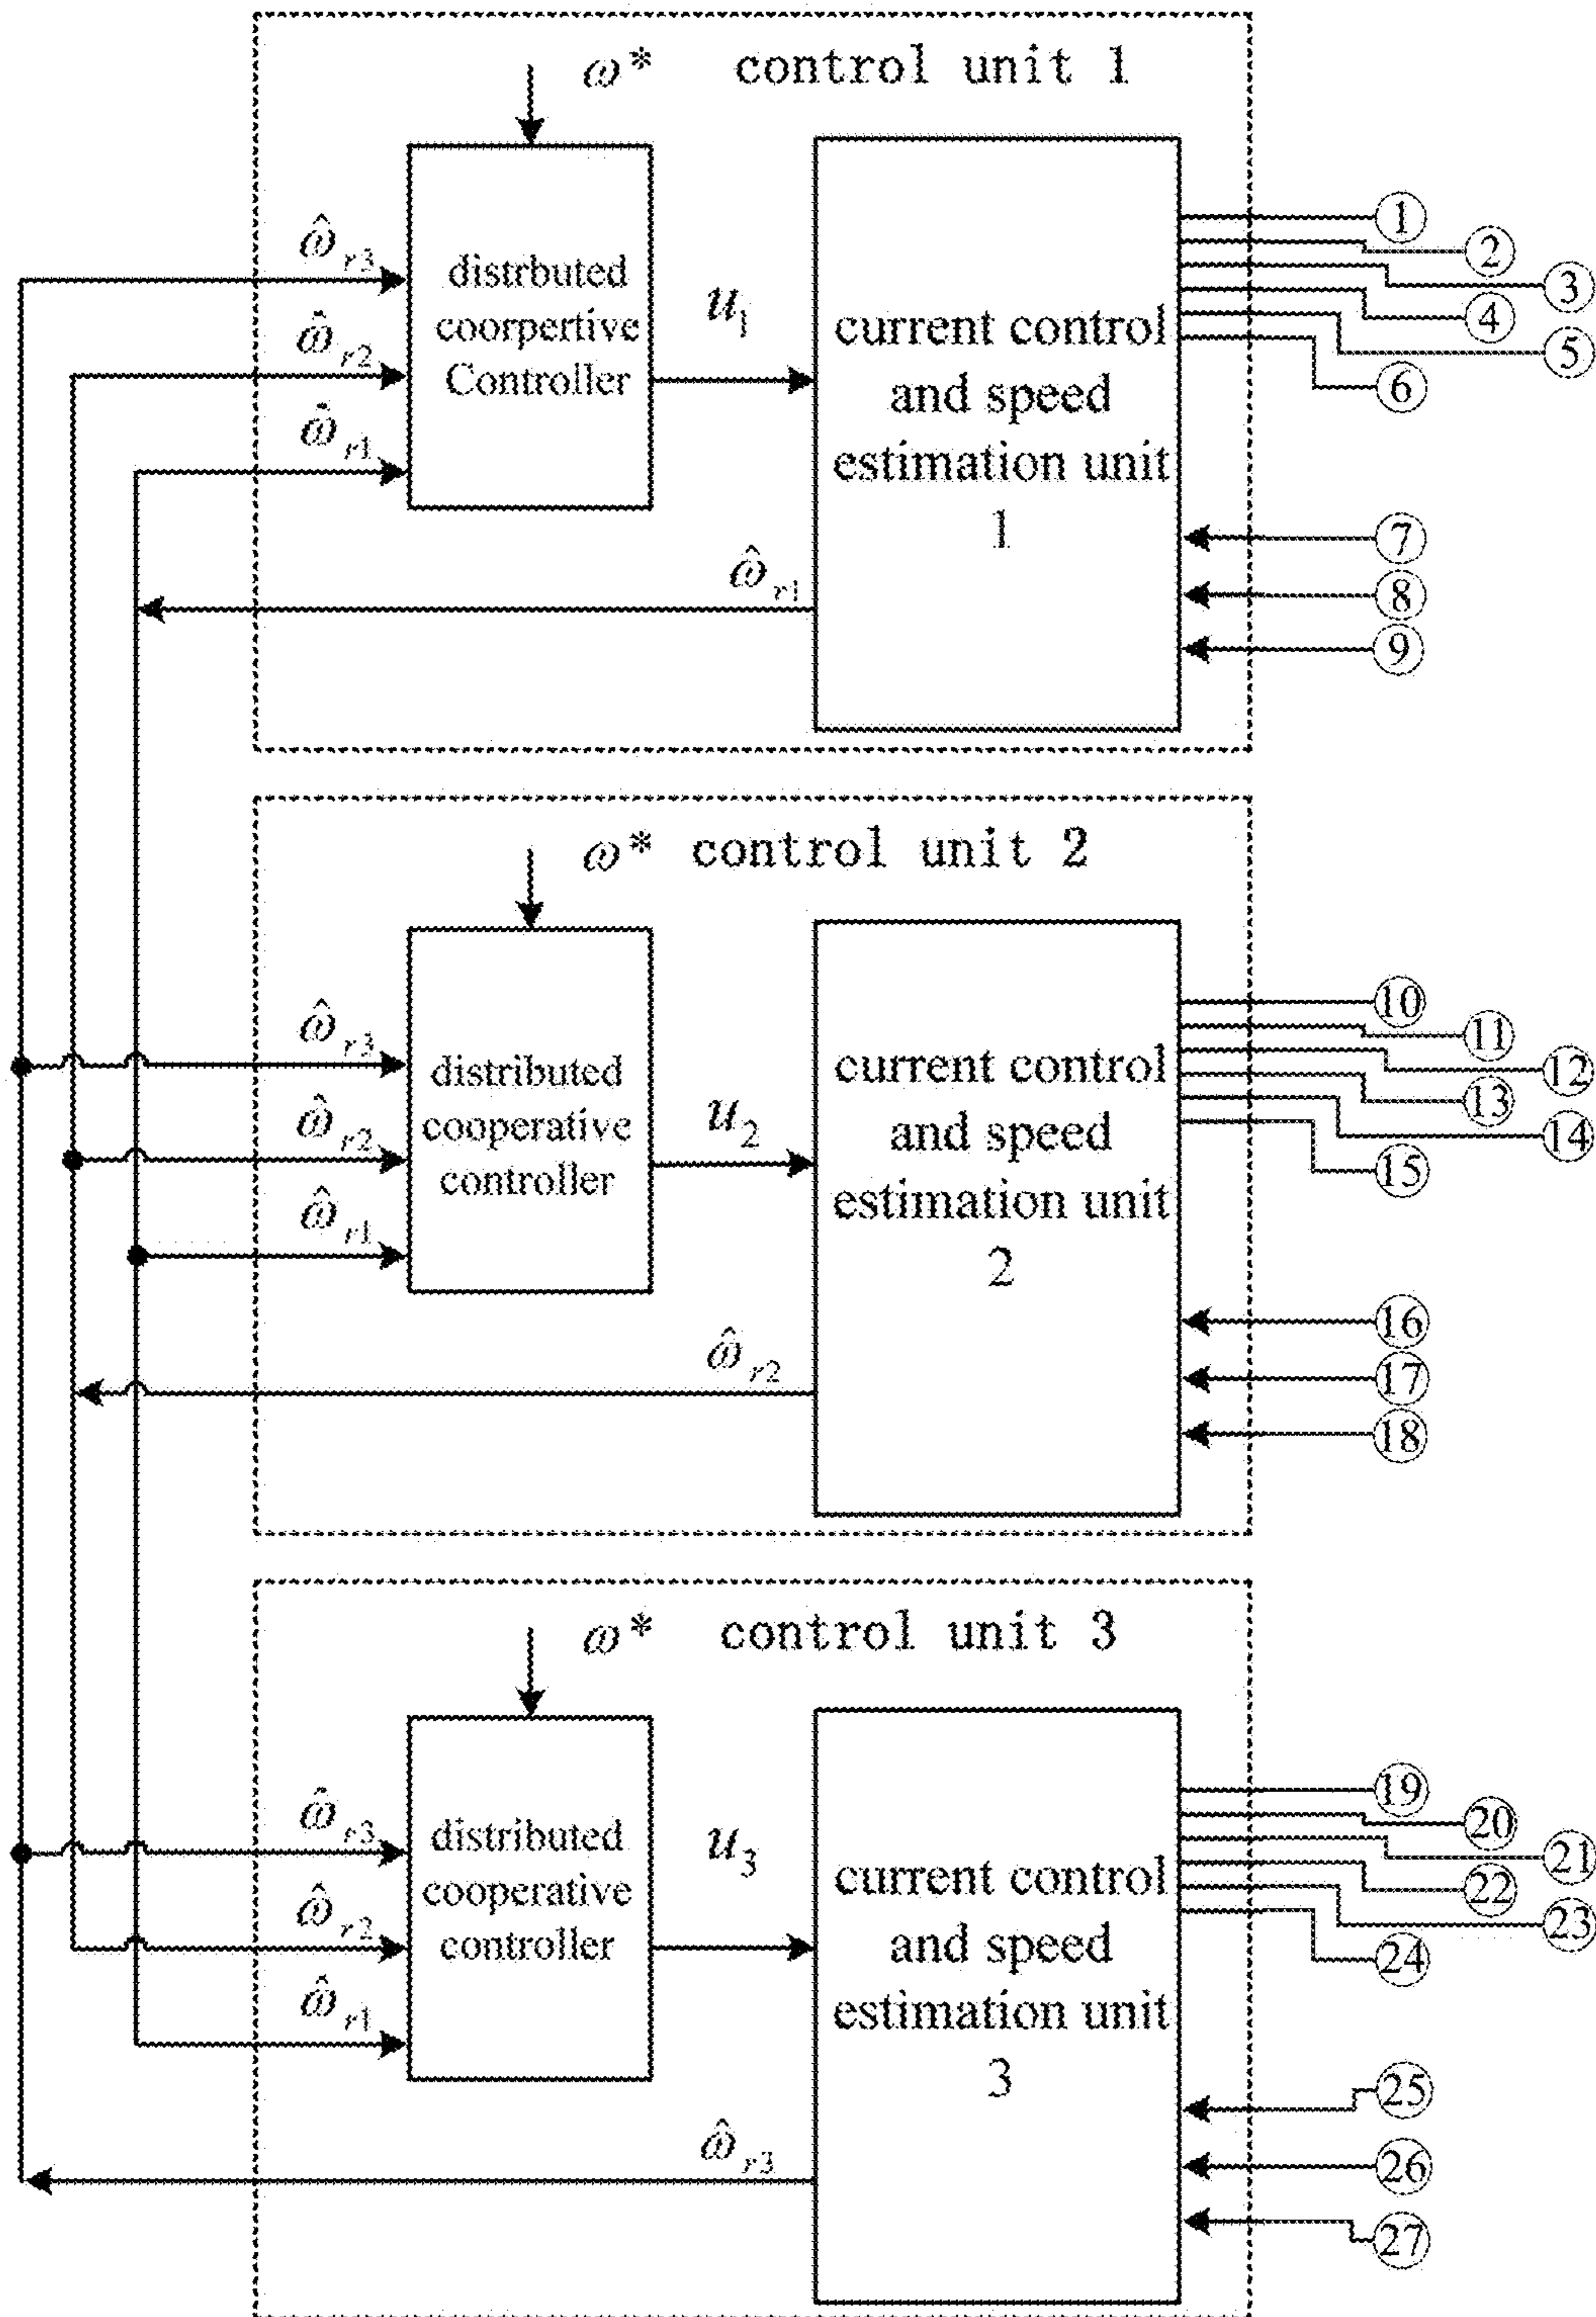 ω* control unit 1
ω̂r3
ω̂r2
ω̂r1
distrbuted
coorpertive
Controller
u1
current control
and speed
estimation unit
1
ω̂r1
①
②
③
④
⑤
⑥
⑦
⑧
⑨
ω* control unit 2
ω̂r3
ω̂r2
ω̂r1
distributed
cooperative
controller
u2
current control
and speed
estimation unit
2
ω̂r2
⑩
⑪
⑫
⑬
⑭
⑮
⑯
⑰
⑱
ω* control unit 3
ω̂r3
ω̂r2
ω̂r1
distributed
cooperative
controller
u3
current control
and speed
estimation unit
3
ω̂r3
⑲
⑳
㉑
㉒
㉓
㉔
㉕
㉖
㉗